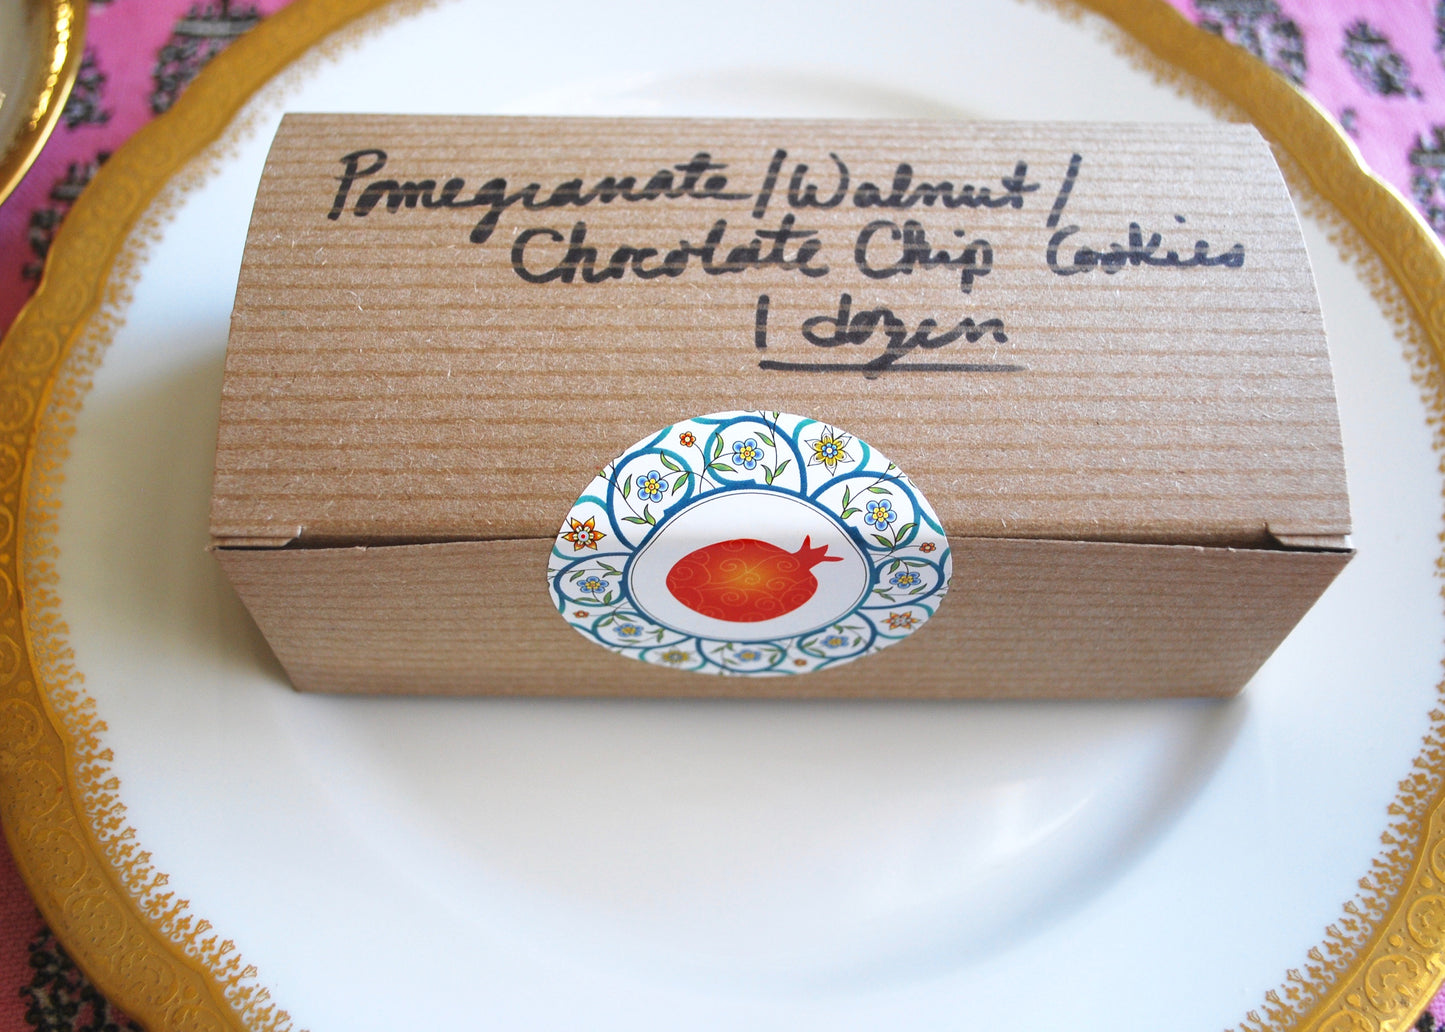 Pomegranate/Walnut/
Chocolate Chip Cookies
1 dozen